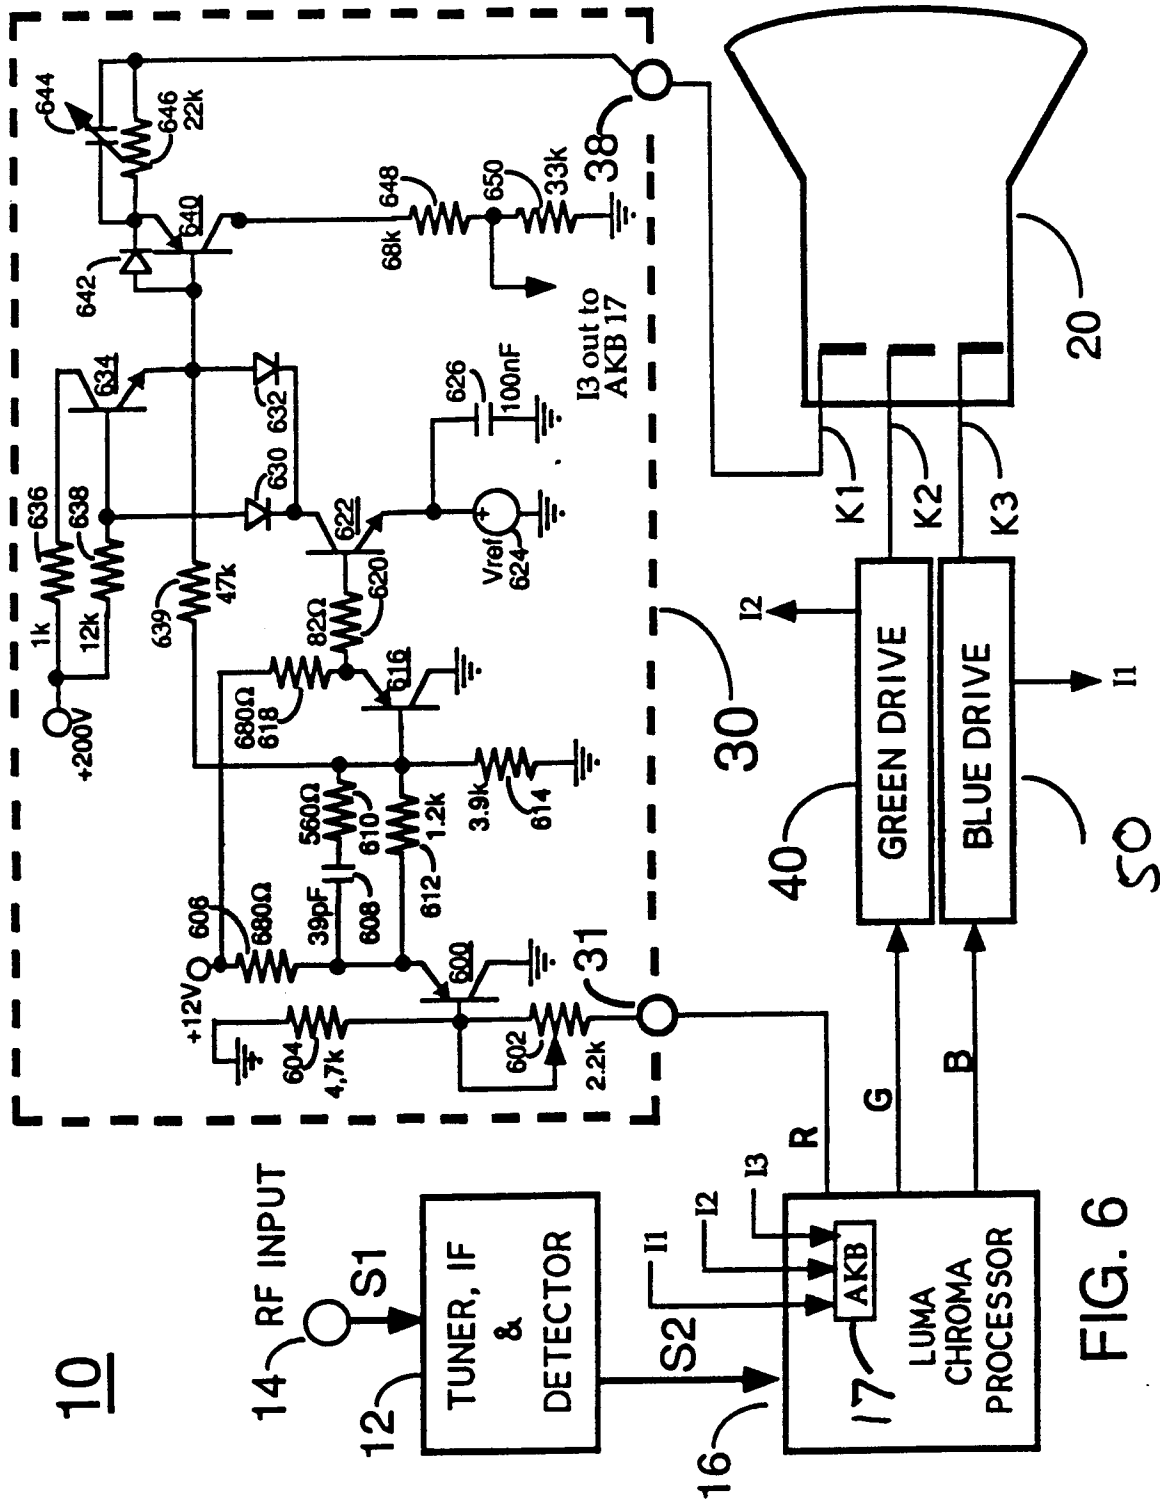 10
14
RF INPUT
S1
12
TUNER, IF
&
DETECTOR
S2
16
I1
I2
I3
AKB
17
LUMA
CHROMA
PROCESSOR
R
G
B
+12V
606
680Ω
604
4,7k
600
602
2.2k
31
39pF
608
560Ω
610
612
1.2k
3.9k
614
680Ω
618
616
82Ω
620
622
Vref
+
624
626
100nF
630
632
+200V
1k
636
12k
638
634
639
47k
642
640
644
646
22k
68k
648
650
33k
I3 out to
AKB 17
38
30
40
GREEN DRIVE
I2
BLUE DRIVE
I1
50
K1
K2
K3
20
FIG. 6